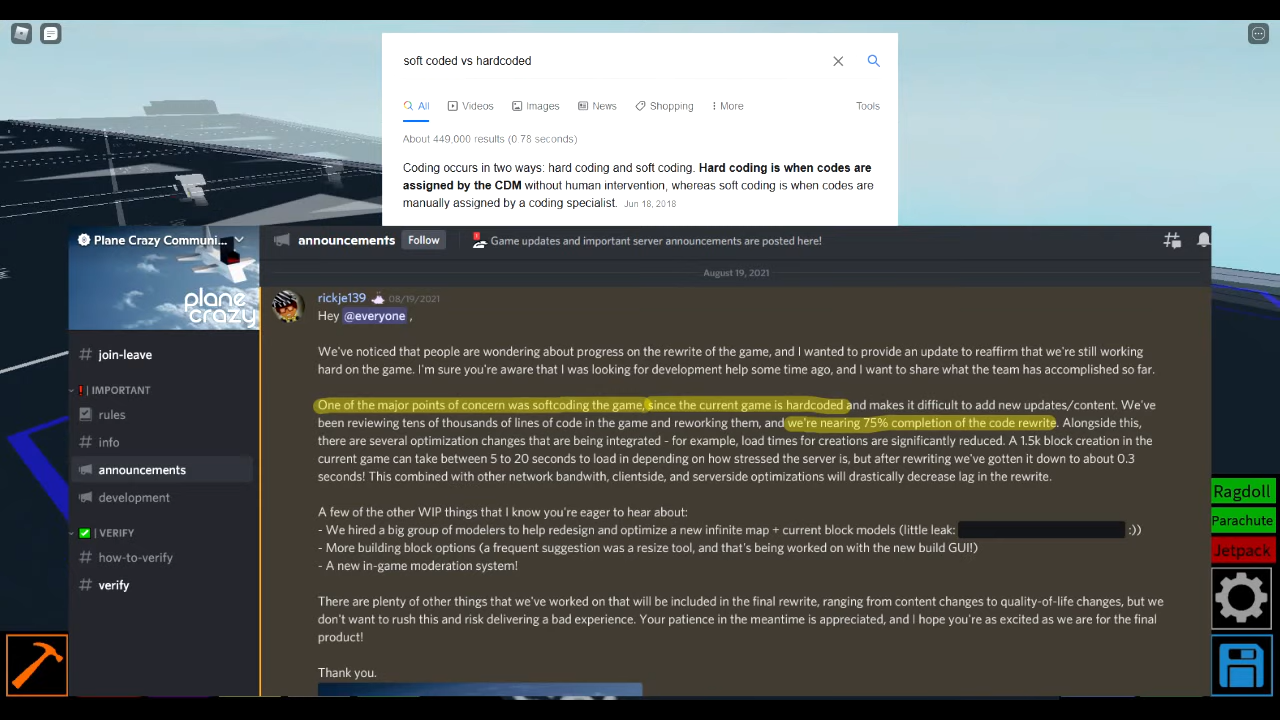 soft coded vs hardcoded
All Videos Images News Shopping More Tools
About 449,000 results (0.78 seconds)
Coding occurs in two ways: hard coding and soft coding. Hard coding is when codes are
assigned by the CDM without human intervention, whereas soft coding is when codes are
manually assigned by a coding specialist. Jun 18, 2018
Plane Crazy Communi...
plane
crazy
join-leave
IMPORTANT
rules
info
announcements
development
VERIFY
how-to-verify
verify
announcements Follow Game updates and important server announcements are posted here!
August 19, 2021
rickje139 08/19/2021
Hey @everyone ,
We've noticed that people are wondering about progress on the rewrite of the game, and I wanted to provide an update to reaffirm that we're still working
hard on the game. I'm sure you're aware that I was looking for development help some time ago, and I want to share what the team has accomplished so far.
One of the major points of concern was softcoding the game, since the current game is hardcoded and makes it difficult to add new updates/content. We've
been reviewing tens of thousands of lines of code in the game and reworking them, and we're nearing 75% completion of the code rewrite. Alongside this,
there are several optimization changes that are being integrated - for example, load times for creations are significantly reduced. A 1.5k block creation in the
current game can take between 5 to 20 seconds to load in depending on how stressed the server is, but after rewriting we've gotten it down to about 0.3
seconds! This combined with other network bandwith, clientside, and serverside optimizations will drastically decrease lag in the rewrite.
A few of the other WIP things that I know you're eager to hear about:
- We hired a big group of modelers to help redesign and optimize a new infinite map + current block models (little leak: :))
- More building block options (a frequent suggestion was a resize tool, and that's being worked on with the new build GUI!)
- A new in-game moderation system!
There are plenty of other things that we've worked on that will be included in the final rewrite, ranging from content changes to quality-of-life changes, but we
don't want to rush this and risk delivering a bad experience. Your patience in the meantime is appreciated, and I hope you're as excited as we are for the final
product!
Thank you.
Ragdoll
Parachute
Jetpack